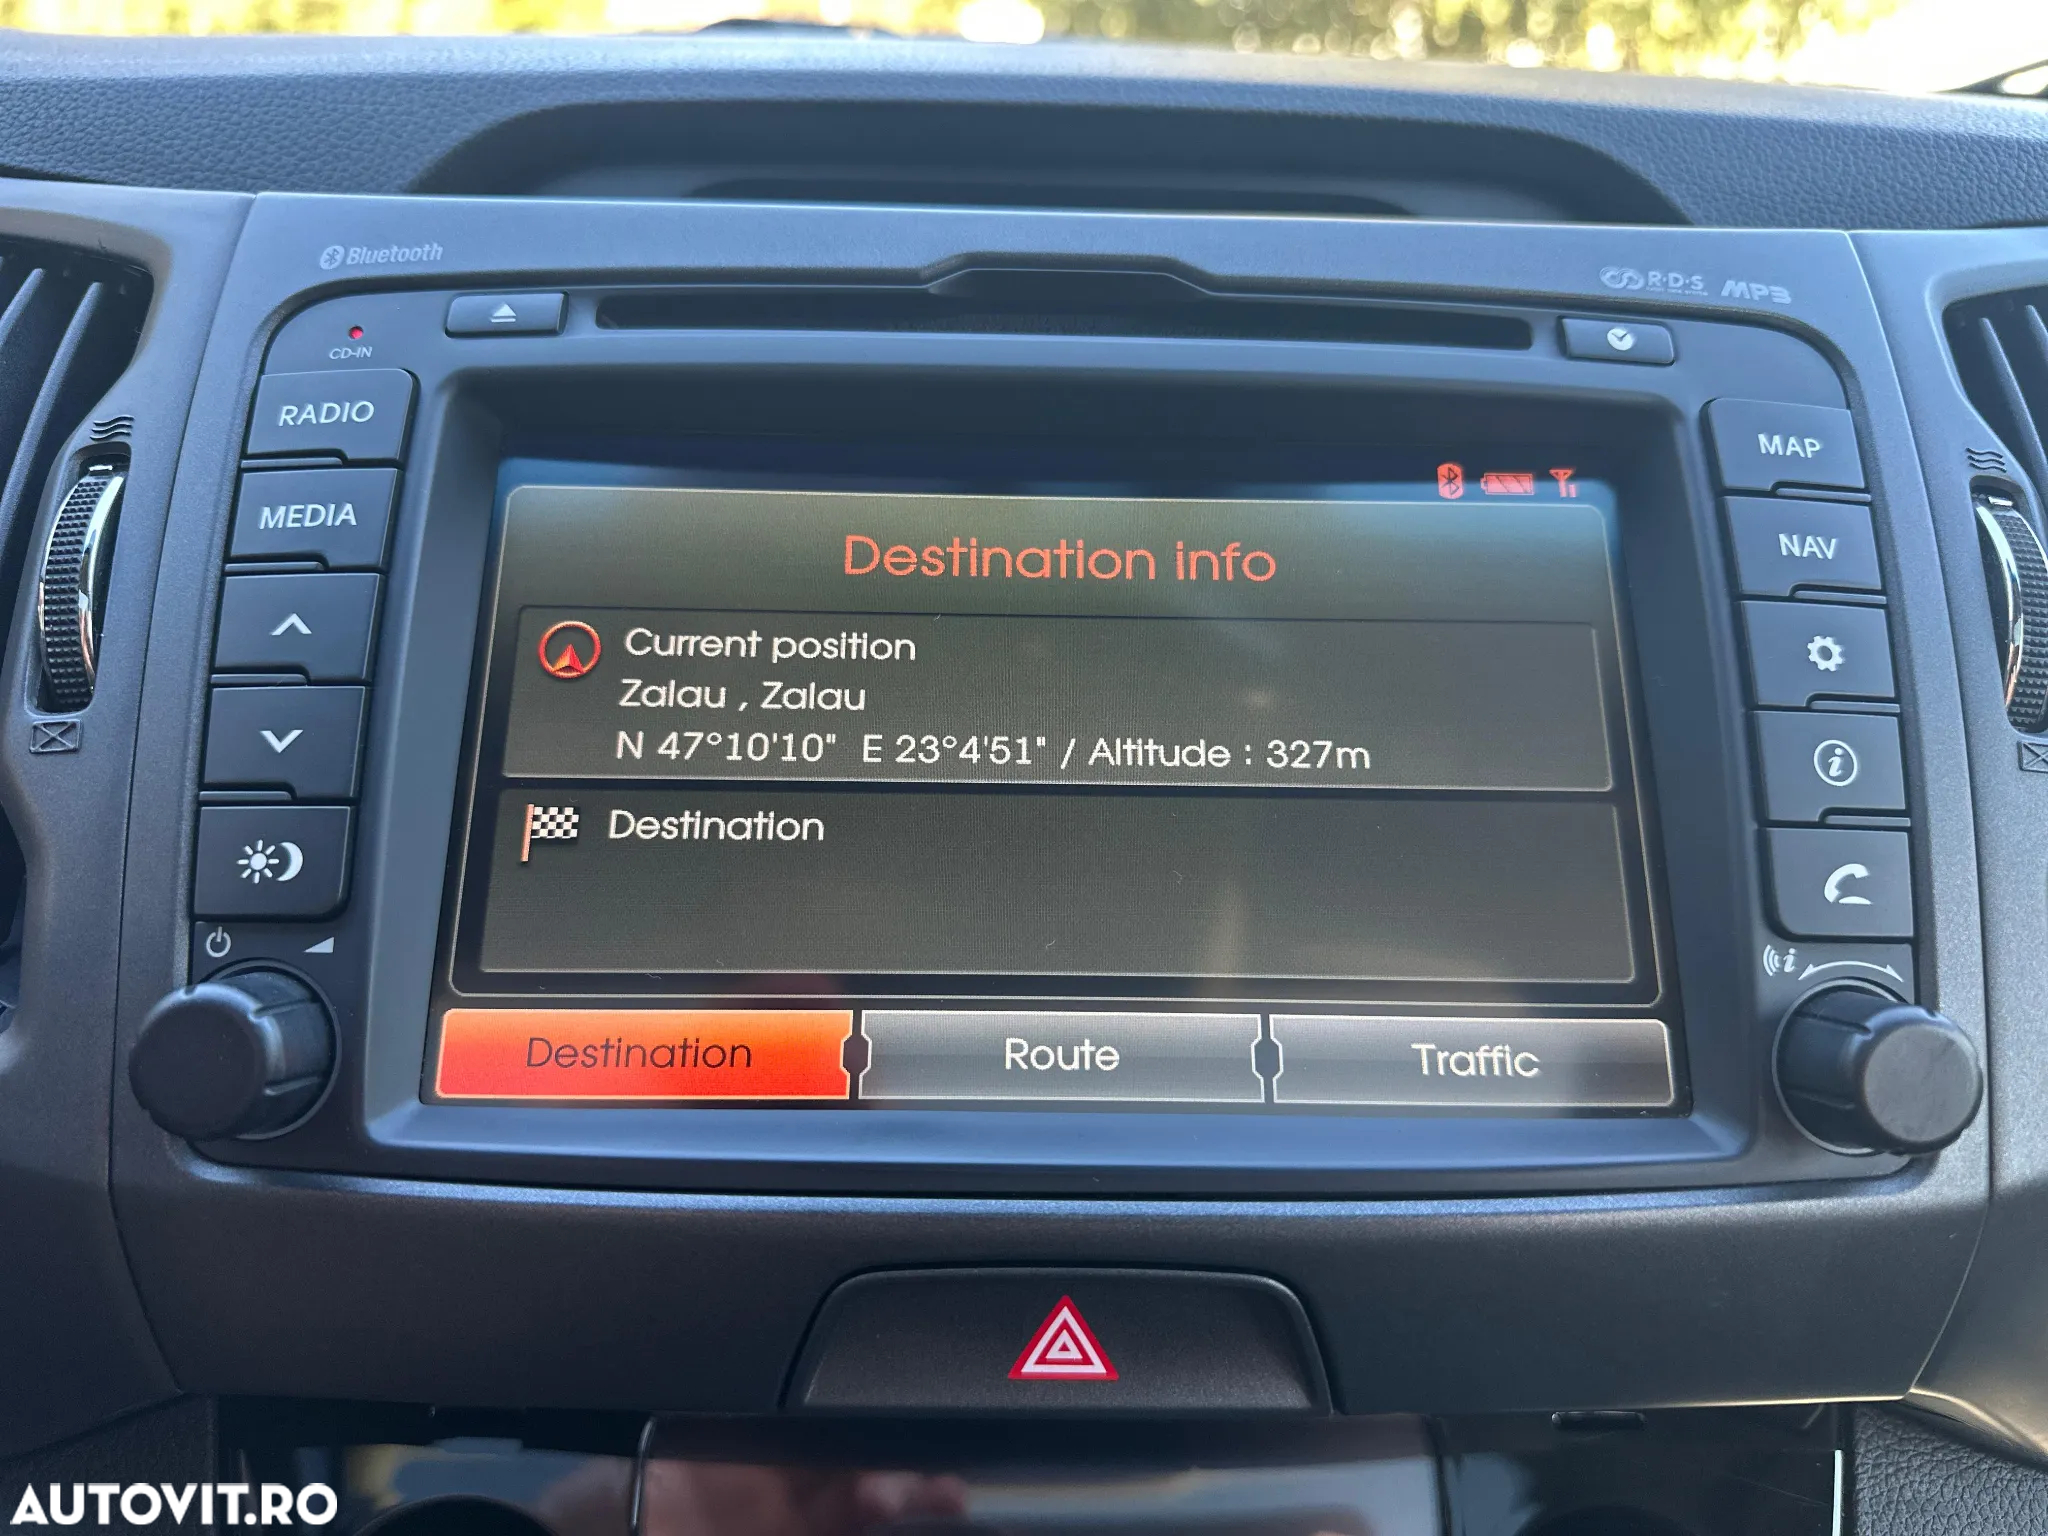 Bluetooth
R·D·S
MP3
CD-IN
RADIO
MEDIA
MAP
NAV
Destination info
Current position
Zalau , Zalau
N 47°10'10" E 23°4'51" / Altitude : 327m
Destination
Destination
Route
Traffic
AUTOVIT.RO